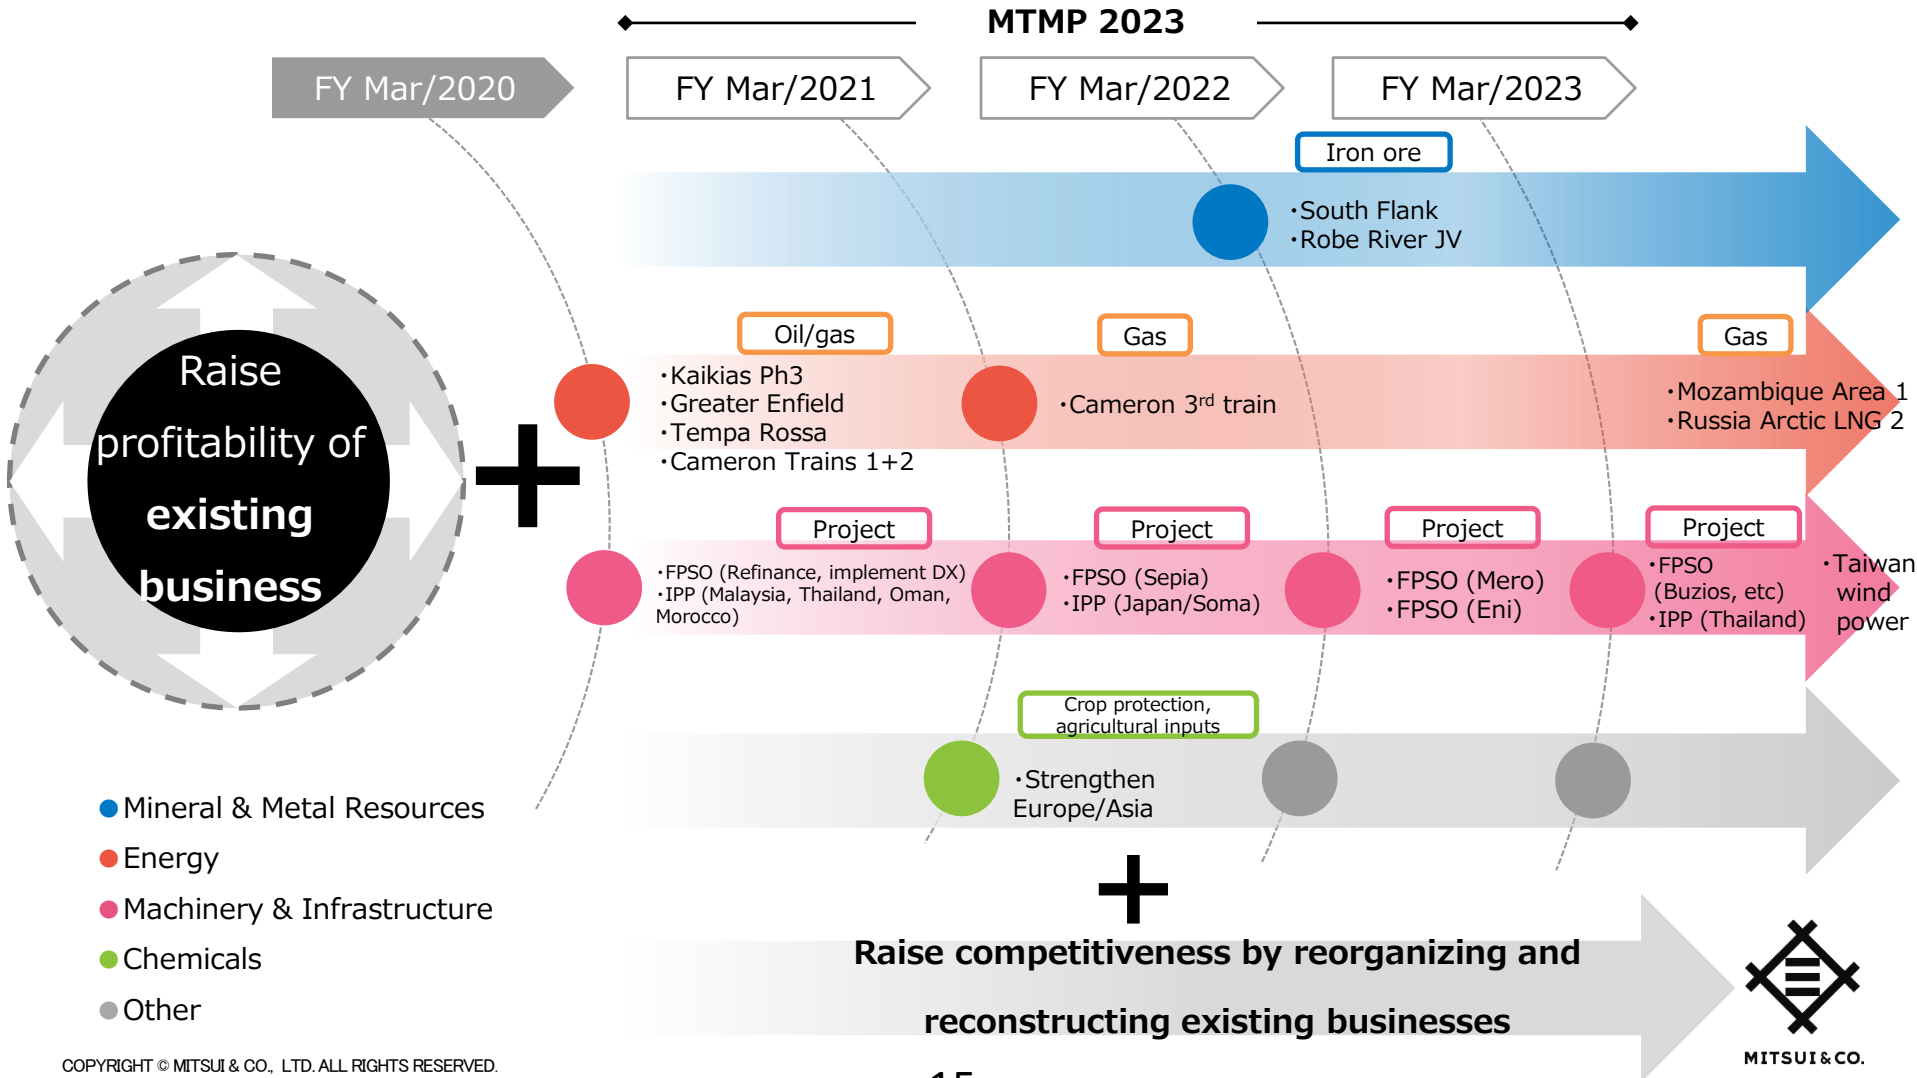 MTMP 2023
FY Mar/2020
FY Mar/2021
FY Mar/2022
FY Mar/2023
Iron ore
・South Flank
・Robe River JV
Raise
profitability of
existing
business
Oil/gas
・Kaikias Ph3
・Greater Enfield
・Tempa Rossa
・Cameron Trains 1+2
Gas
・Cameron 3rd train
Gas
・Mozambique Area 1
・Russia Arctic LNG 2
Project
・FPSO (Refinance, implement DX)
・IPP (Malaysia, Thailand, Oman,
Morocco)
Project
・FPSO (Sepia)
・IPP (Japan/Soma)
Project
・FPSO (Mero)
・FPSO (Eni)
Project
・FPSO
(Buzios, etc)
・IPP (Thailand)
・Taiwan
wind
power
Crop protection,
agricultural inputs
・Strengthen
Europe/Asia
Mineral & Metal Resources
Energy
Machinery & Infrastructure
Chemicals
Other
+
Raise competitiveness by reorganizing and
reconstructing existing businesses
MITSUI & CO.
COPYRIGHT © MITSUI & CO., LTD. ALL RIGHTS RESERVED.